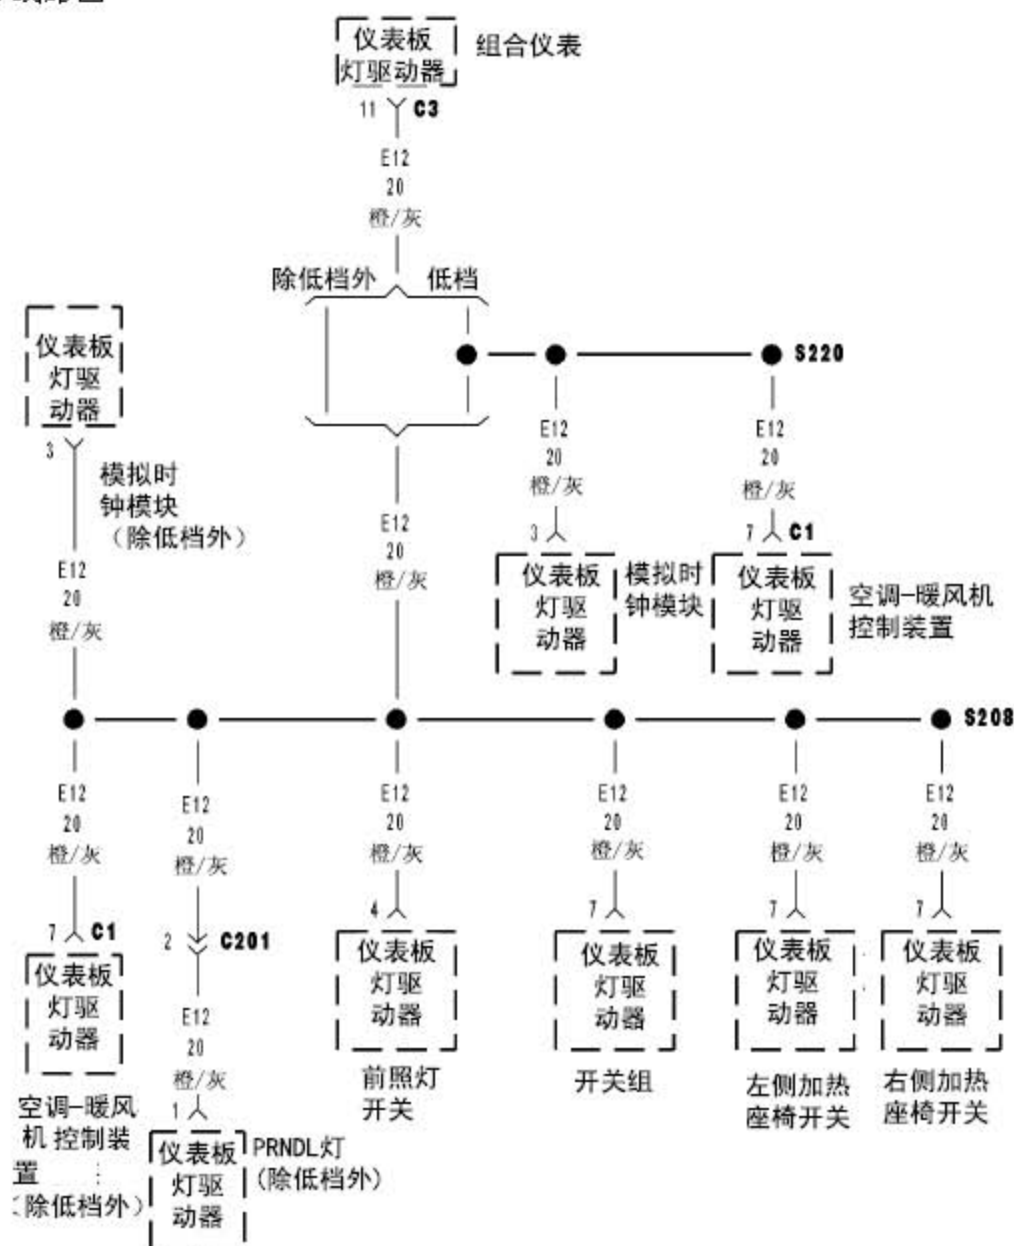 仪表板
灯驱动器
组合仪表
11
C3
E12
20
橙/灰
除低档外
低档
S220
仪表板
灯驱
动器
3
模拟时
钟模块
(除低档外)
E12
20
橙/灰
E12
20
橙/灰
E12
20
橙/灰
3
仪表板
灯驱
动器
模拟时
钟模块
E12
20
橙/灰
7
C1
仪表板
灯驱
动器
空调-暖风机
控制装置
S208
E12
20
橙/灰
7
C1
仪表板
灯驱
动器
空调-暖风
机 控制装
置
(除低档外)
E12
20
橙/灰
2
C201
E12
20
橙/灰
1
仪表板
灯驱
动器
PRNDL灯
(除低档外)
E12
20
橙/灰
4
仪表板
灯驱
动器
前照灯
开关
E12
20
橙/灰
7
仪表板
灯驱
动器
开关组
E12
20
橙/灰
7
仪表板
灯驱
动器
左侧加热
座椅开关
E12
20
橙/灰
7
仪表板
灯驱
动器
右侧加热
座椅开关